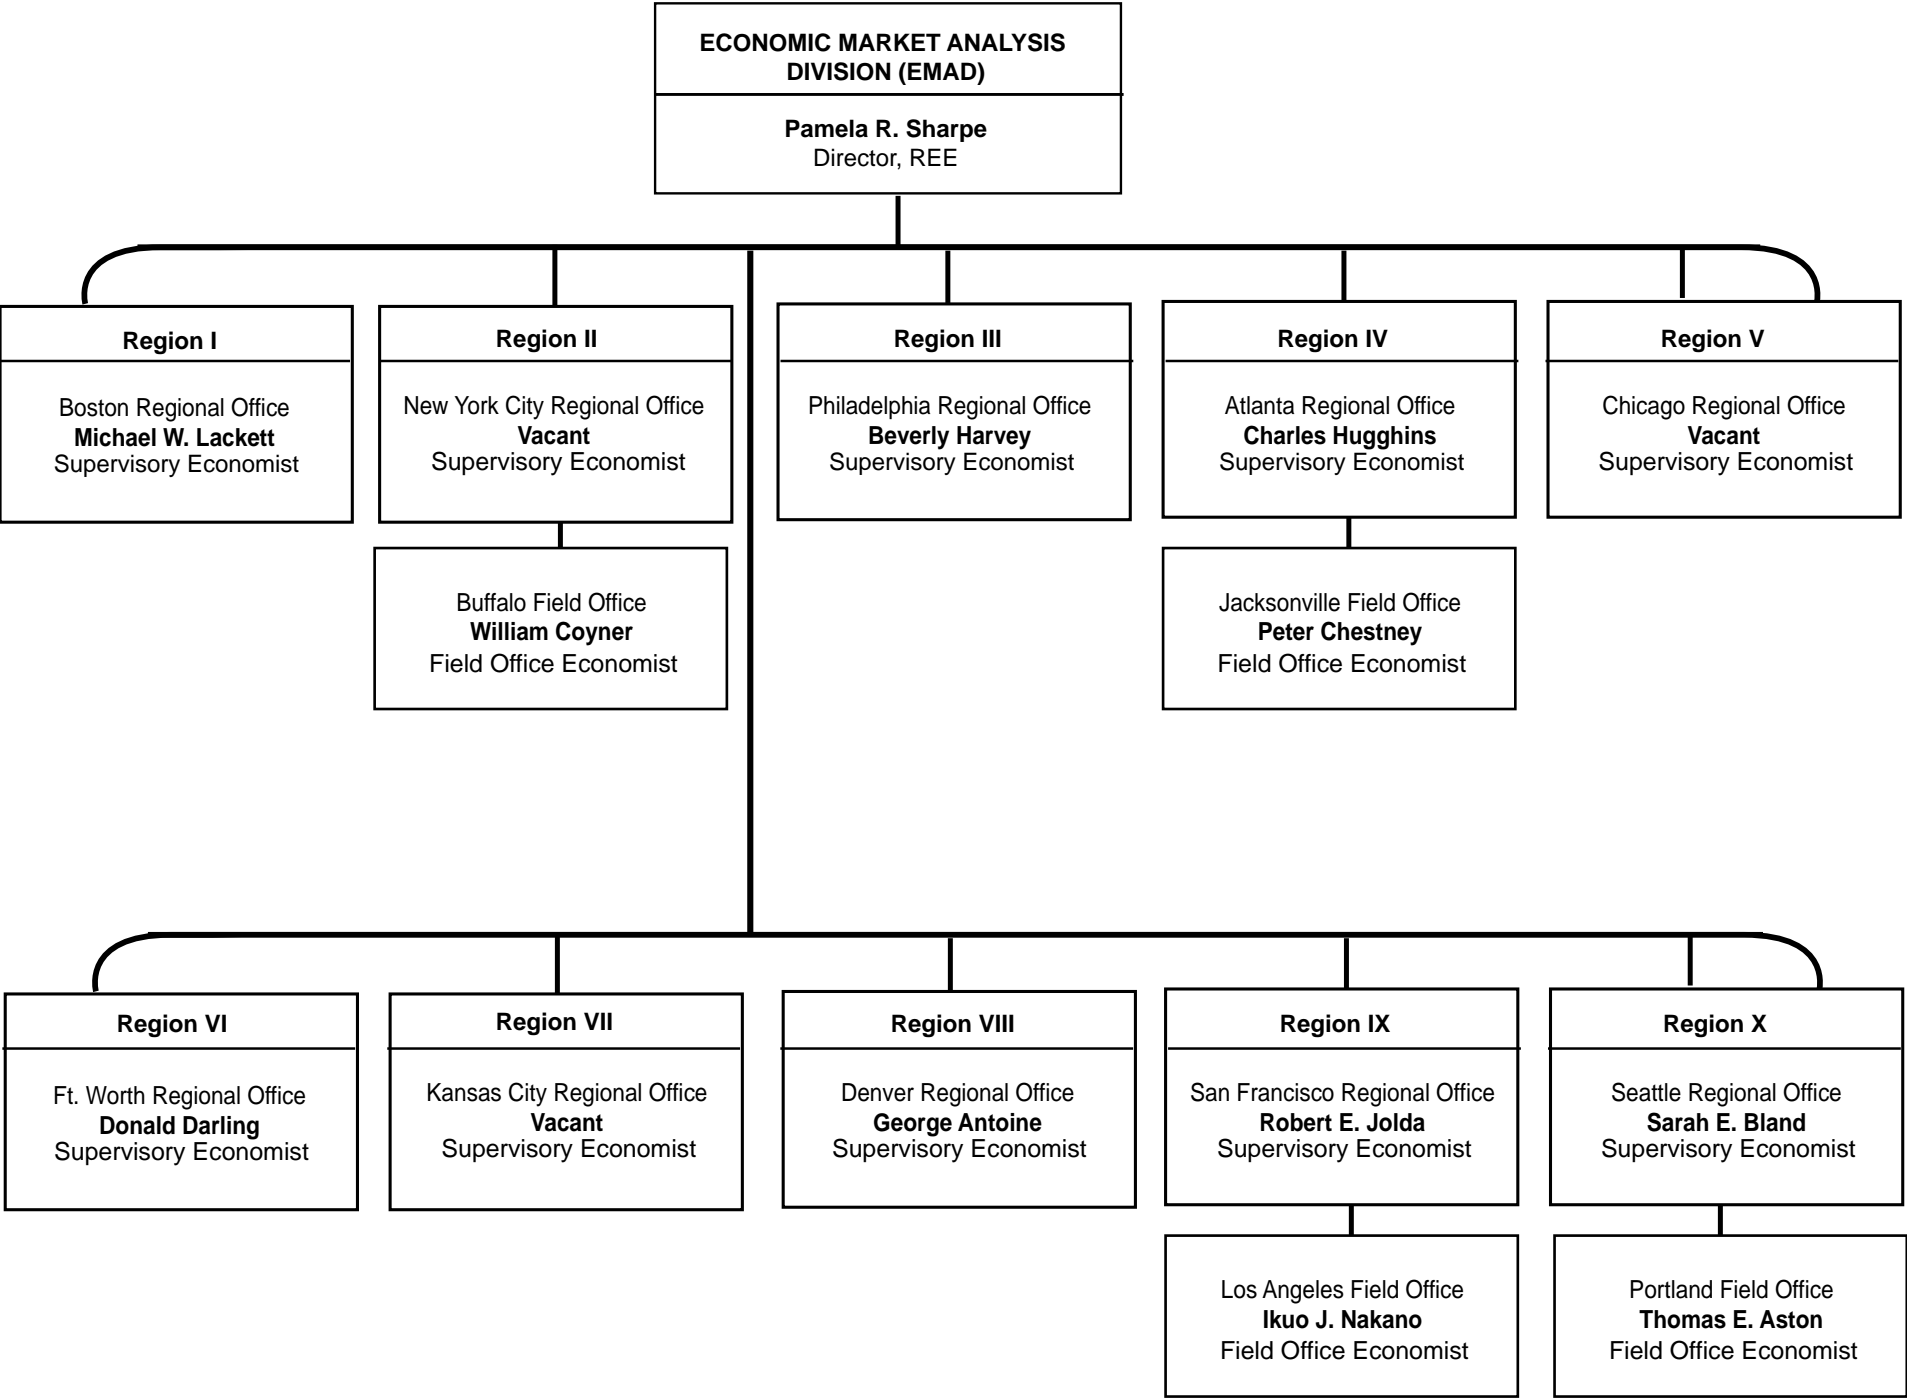 ECONOMIC MARKET ANALYSIS
DIVISION (EMAD)
Pamela R. Sharpe
Director, REE
Region I
Boston Regional Office
Michael W. Lackett
Supervisory Economist
Region II
New York City Regional Office
Vacant
Supervisory Economist
Buffalo Field Office
William Coyner
Field Office Economist
Region III
Philadelphia Regional Office
Beverly Harvey
Supervisory Economist
Region IV
Atlanta Regional Office
Charles Hugghins
Supervisory Economist
Jacksonville Field Office
Peter Chestney
Field Office Economist
Region V
Chicago Regional Office
Vacant
Supervisory Economist
Region VI
Ft. Worth Regional Office
Donald Darling
Supervisory Economist
Region VII
Kansas City Regional Office
Vacant
Supervisory Economist
Region VIII
Denver Regional Office
George Antoine
Supervisory Economist
Region IX
San Francisco Regional Office
Robert E. Jolda
Supervisory Economist
Los Angeles Field Office
Ikuo J. Nakano
Field Office Economist
Region X
Seattle Regional Office
Sarah E. Bland
Supervisory Economist
Portland Field Office
Thomas E. Aston
Field Office Economist